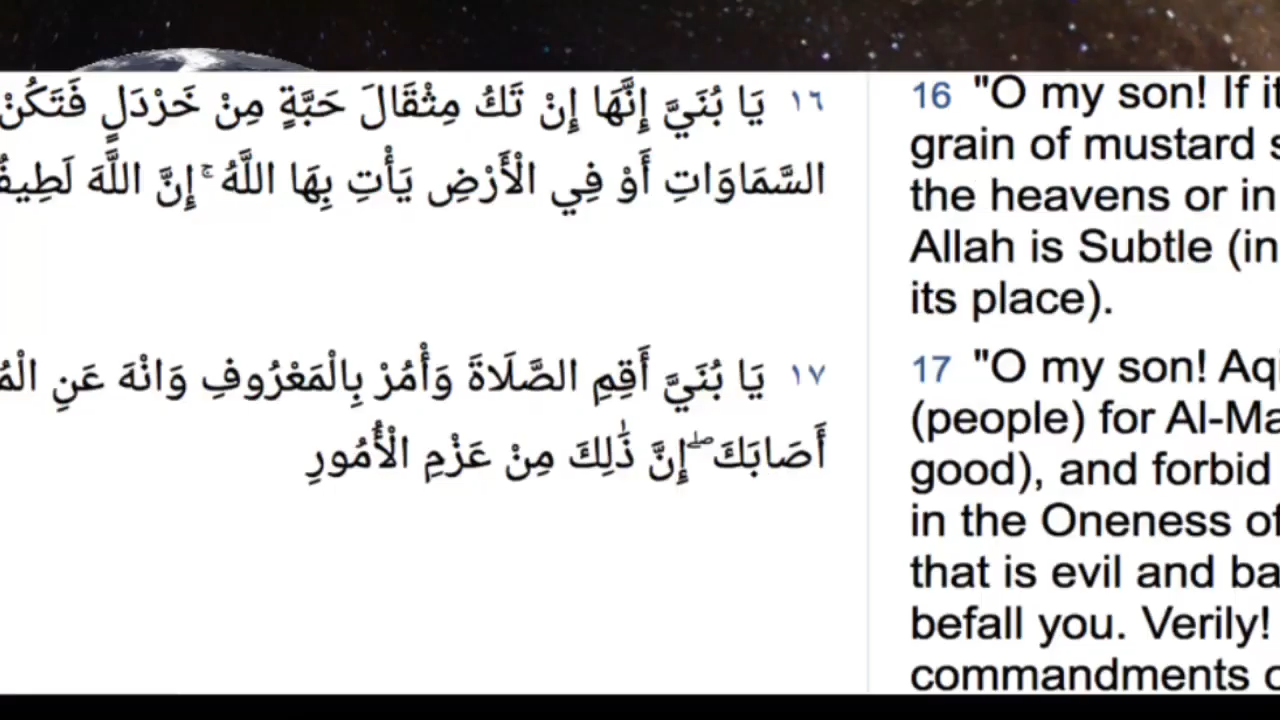 ١٦ يَا بُنَيَّ إِنَّهَا إِنْ تَكُ مِثْقَالَ حَبَّةٍ مِنْ خَرْدَلٍ فَتَكُنْ
السَّمَاوَاتِ أَوْ فِي الْأَرْضِ يَأْتِ بِهَا اللَّهُ ۚ إِنَّ اللَّهَ لَطِيفٌ
١٧ يَا بُنَيَّ أَقِمِ الصَّلَاةَ وَأْمُرْ بِالْمَعْرُوفِ وَانْهَ عَنِ الْمُ
أَصَابَكَ ۖ إِنَّ ذَٰلِكَ مِنْ عَزْمِ الْأُمُورِ
16 "O my son! If it
grain of mustard s
the heavens or in
Allah is Subtle (in
its place).
17 "O my son! Aqi
(people) for Al-Ma
good), and forbid
in the Oneness of
that is evil and ba
befall you. Verily!
commandments o